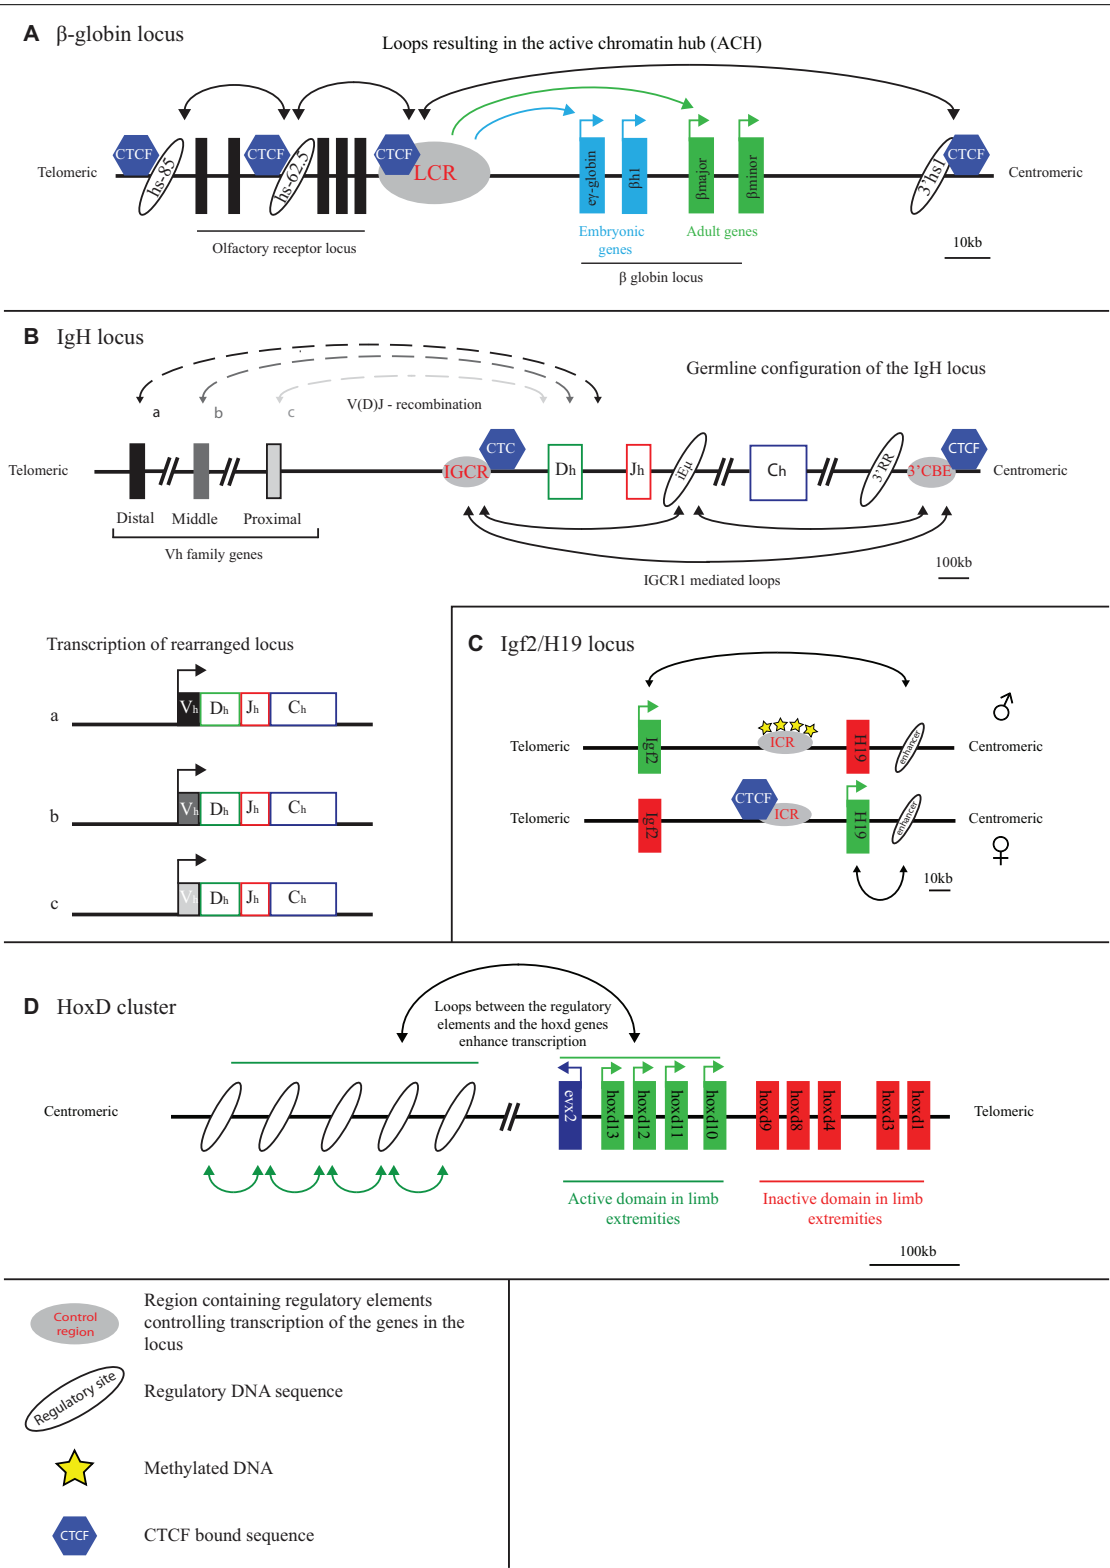 A β-globin locus
Loops resulting in the active chromatin hub (ACH)
Telomeric
CTCF
hs-85
CTCF
hs-62.5
CTCF
LCR
eγ-globin
βh1
βmajor
βminor
3'hs1
CTCF
Centromeric
Olfactory receptor locus
Embryonic
genes
Adult genes
β globin locus
10kb
B IgH locus
Germline configuration of the IgH locus
V(D)J - recombination
a
b
c
Telomeric
IGCR
CTC
Dh
Jh
iEμ
Ch
3'RR
3'CBE
CTCF
Centromeric
Distal
Middle
Proximal
Vh family genes
IGCR1 mediated loops
100kb
Transcription of rearranged locus
a
Vh
Dh
Jh
Ch
b
Vh
Dh
Jh
Ch
c
Vh
Dh
Jh
Ch
C Igf2/H19 locus
Telomeric
Igf2
ICR
H19
enhancer
Centromeric
♂
Telomeric
Igf2
CTCF
ICR
H19
enhancer
Centromeric
♀
10kb
D HoxD cluster
Loops between the regulatory
elements and the hoxd genes
enhance transcription
Centromeric
evx2
hoxd13
hoxd12
hoxd11
hoxd10
hoxd9
hoxd8
hoxd4
hoxd3
hoxd1
Telomeric
Active domain in limb
extremities
Inactive domain in limb
extremities
100kb
Control
region
Region containing regulatory elements
controlling transcription of the genes in the
locus
Regulatory site
Regulatory DNA sequence
Methylated DNA
CTCF
CTCF bound sequence